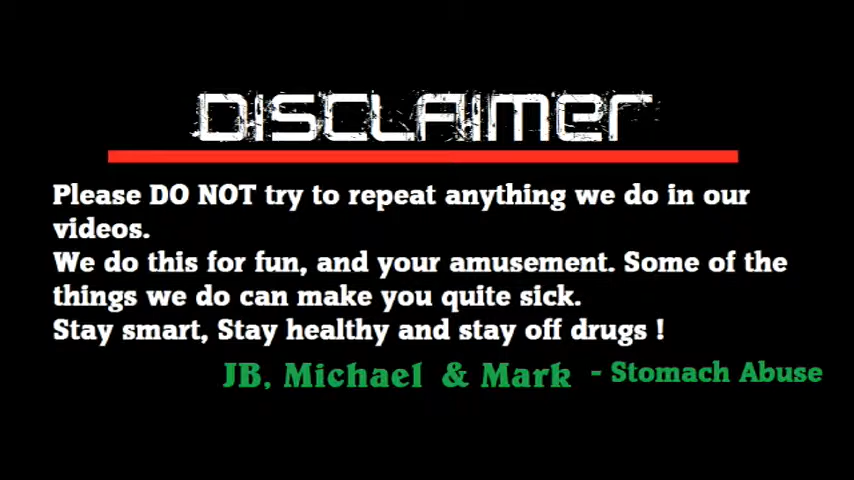 DISCLAIMER
Please DO NOT try to repeat anything we do in our
videos.
We do this for fun, and your amusement. Some of the
things we do can make you quite sick.
Stay smart, Stay healthy and stay off drugs !
JB, Michael & Mark - Stomach Abuse